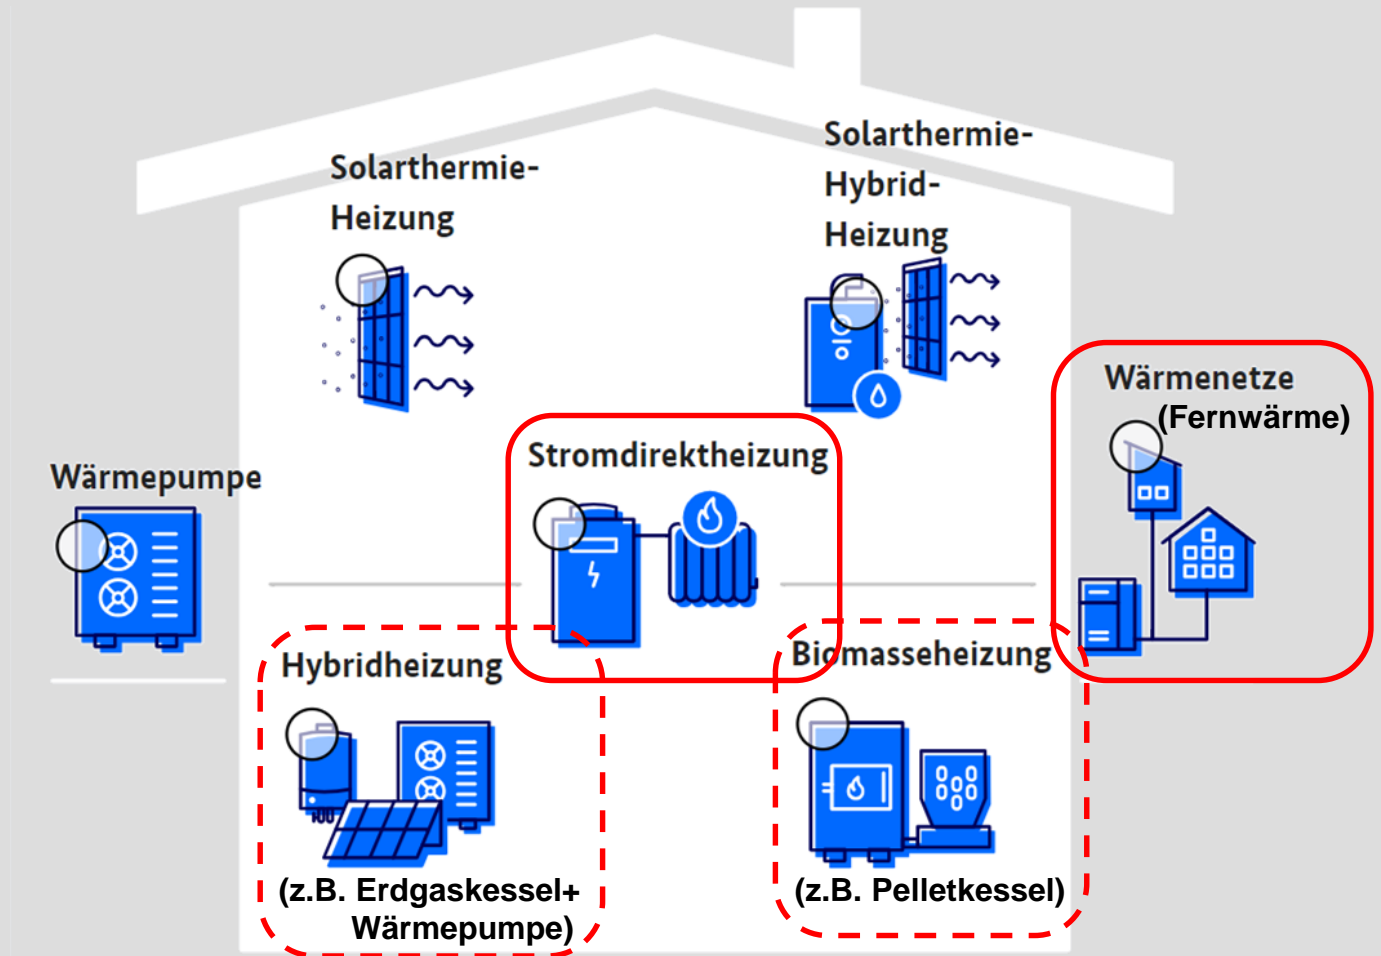 Solarthermie-
Heizung
Solarthermie-
Hybrid-
Heizung
Wärmenetze
(Fernwärme)
Stromdirektheizung
Wärmepumpe
Hybridheizung
(z.B. Erdgaskessel+
Wärmepumpe)
Biomasseheizung
(z.B. Pelletkessel)